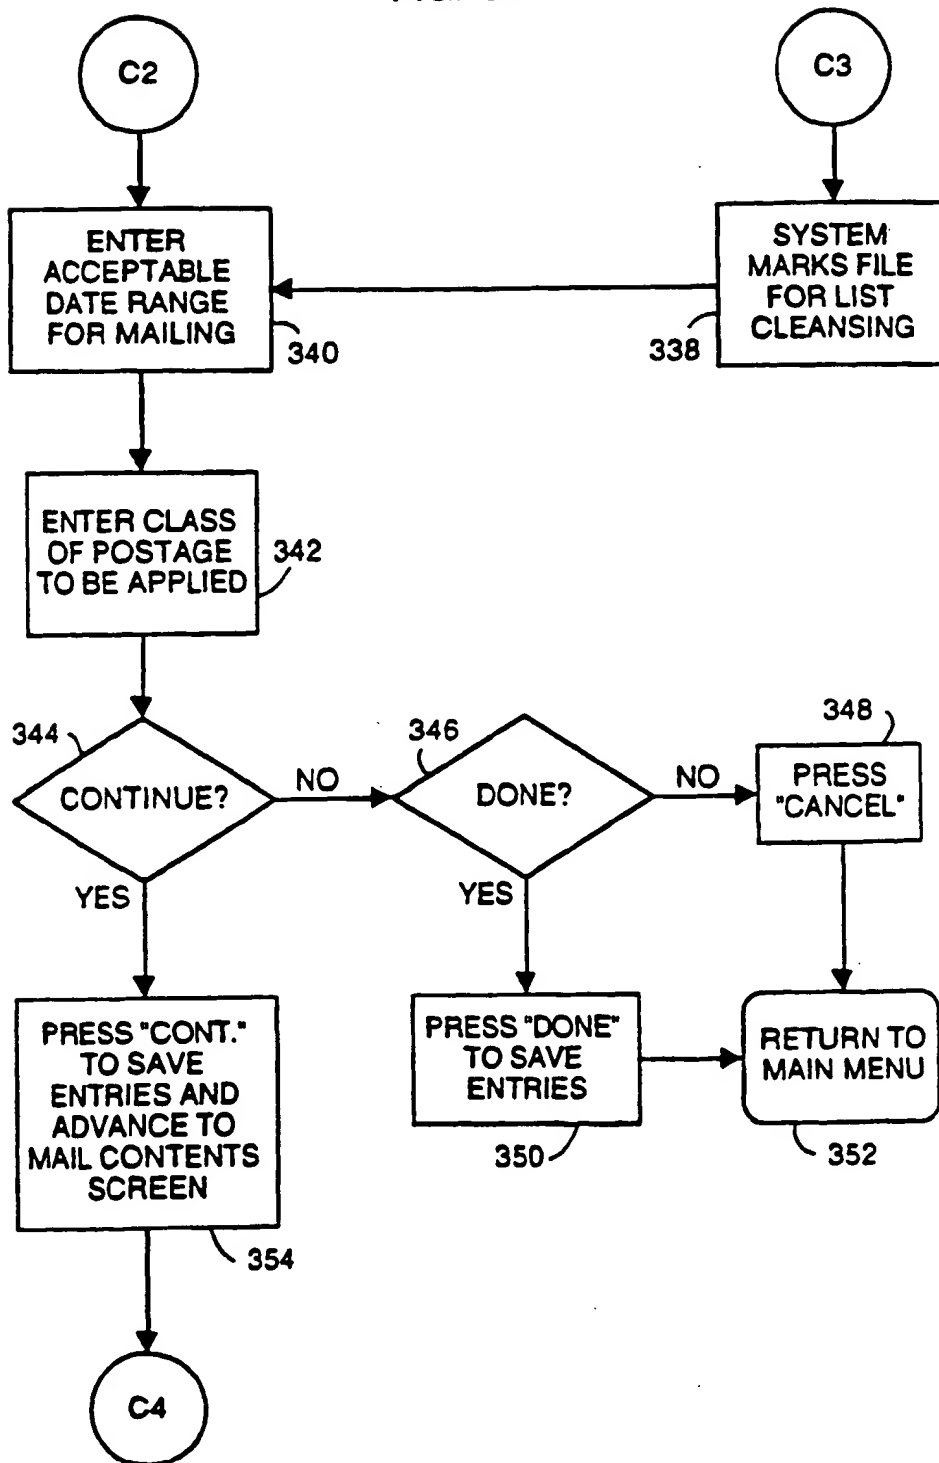 C2
C3
ENTER
ACCEPTABLE
DATE RANGE
FOR MAILING
340
SYSTEM
MARKS FILE
FOR LIST
CLEANSING
338
ENTER CLASS
OF POSTAGE
TO BE APPLIED
342
344
CONTINUE?
NO
YES
346
DONE?
NO
YES
348
PRESS
"CANCEL"
PRESS "CONT."
TO SAVE
ENTRIES AND
ADVANCE TO
MAIL CONTENTS
SCREEN
354
PRESS "DONE"
TO SAVE
ENTRIES
350
RETURN TO
MAIN MENU
352
C4